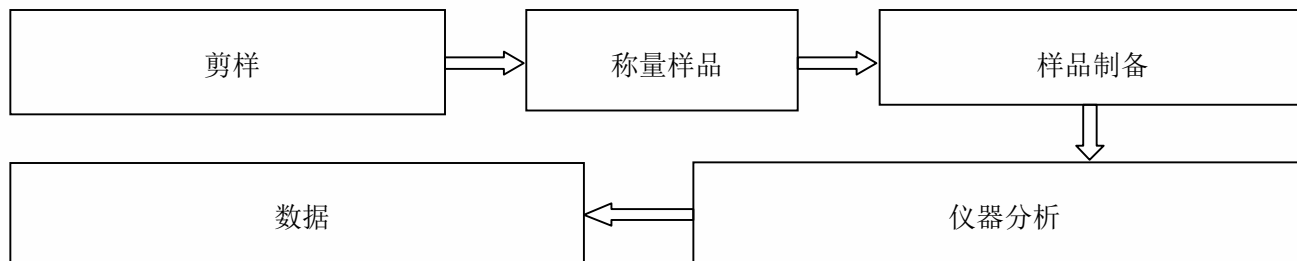 剪样
称量样品
样品制备
仪器分析
数据